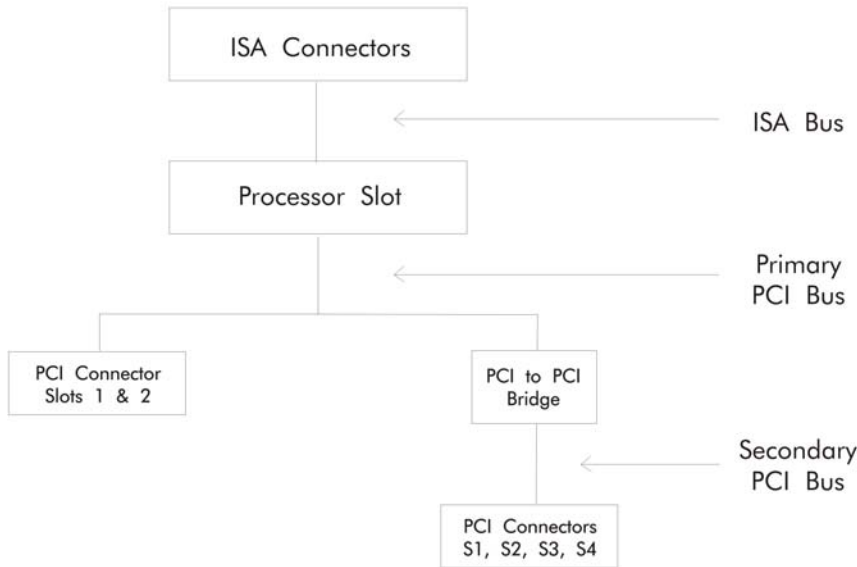 ISA Connectors
ISA Bus
Processor Slot
Primary
PCI Bus
PCI Connector
Slots 1 & 2
PCI to PCI
Bridge
Secondary
PCI Bus
PCI Connectors
S1, S2, S3, S4